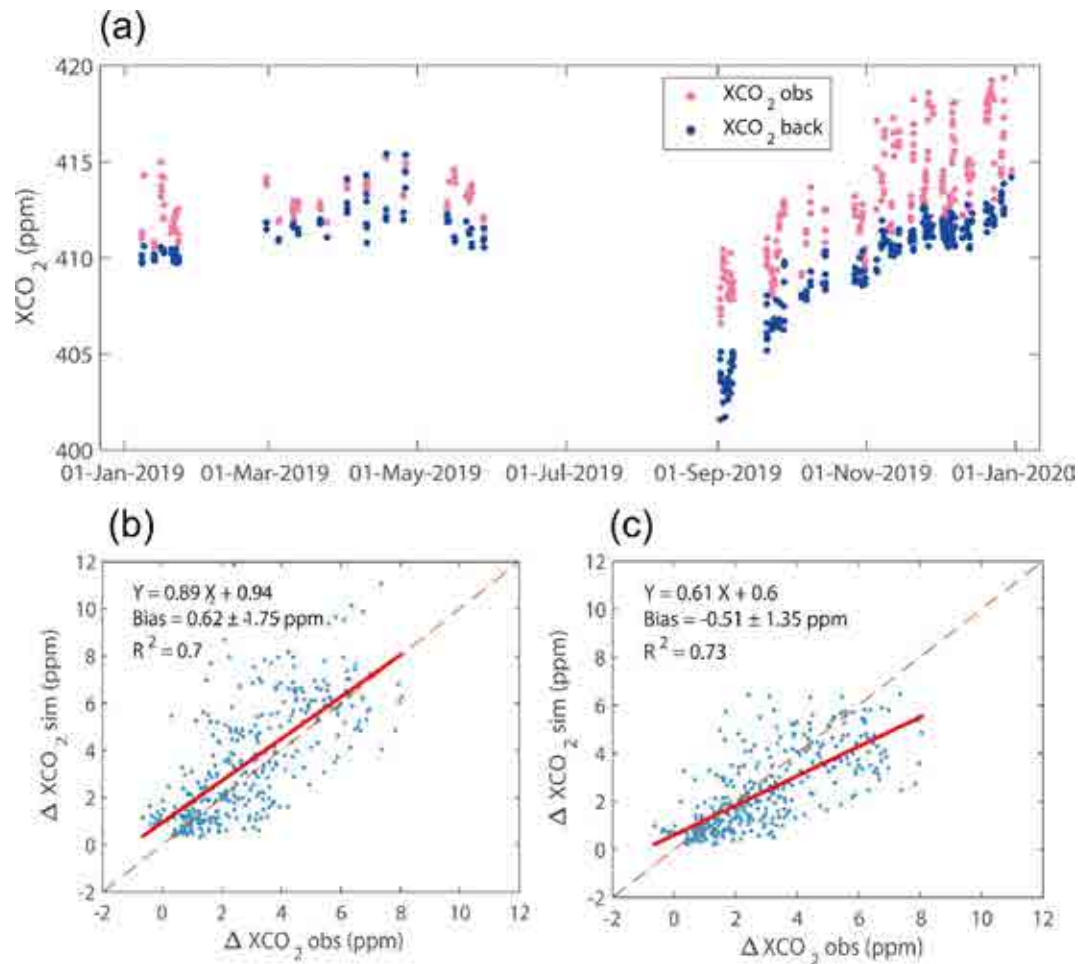 (a)
420
415
410
405
400
XCO2 (ppm)
XCO2 obs
XCO2 back
01-Jan-2019 01-Mar-2019 01-May-2019 01-Jul-2019 01-Sep-2019 01-Nov-2019 01-Jan-2020
(b)
12
10
8
6
4
2
0
-2
Δ XCO2 sim (ppm)
Y = 0.89 X + 0.94
Bias = 0.62 ± 1.75 ppm
R2 = 0.7
-2 0 2 4 6 8 10 12
Δ XCO2 obs (ppm)
(c)
12
10
8
6
4
2
0
-2
Δ XCO2 sim (ppm)
Y = 0.61 X + 0.6
Bias = -0.51 ± 1.35 ppm
R2 = 0.73
-2 0 2 4 6 8 10 12
Δ XCO2 obs (ppm)